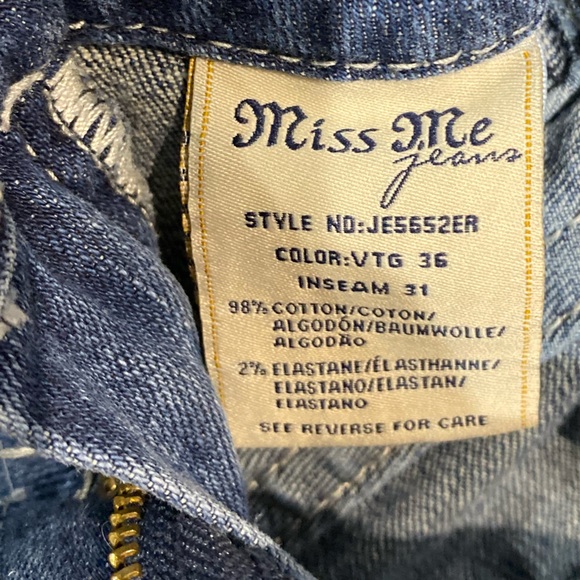 Miss Me
jeans
STYLE NO:JE5652ER
COLOR:VTG 36
INSEAM 31
98% COTTON/COTON/
ALGODÓN/BAUMWOLLE/
ALGODÃO
2% ELASTANE/ÉLASTHANNE/
ELASTANO/ELASTAN/
ELASTANO
SEE REVERSE FOR CARE